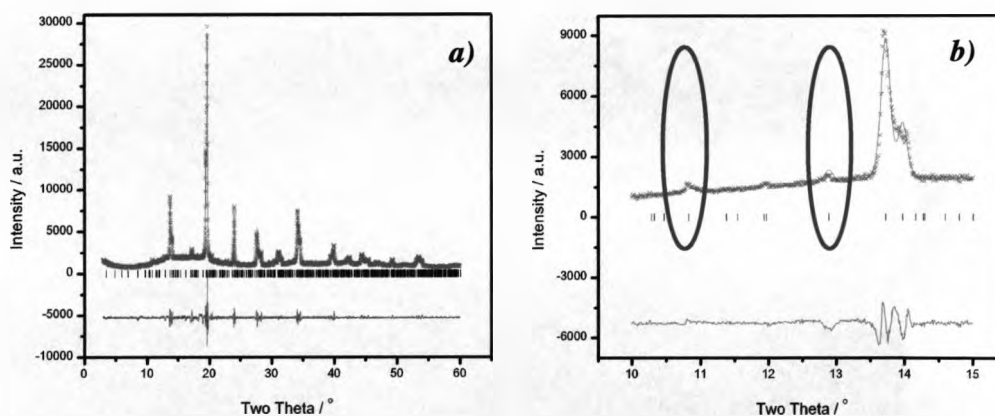 a)
30000
25000
20000
15000
10000
5000
0
-5000
-10000
Intensity / a.u.
0 10 20 30 40 50 60
Two Theta / °
b)
9000
6000
3000
0
-3000
-6000
Intensity / a.u.
10 11 12 13 14 15
Two Theta / °